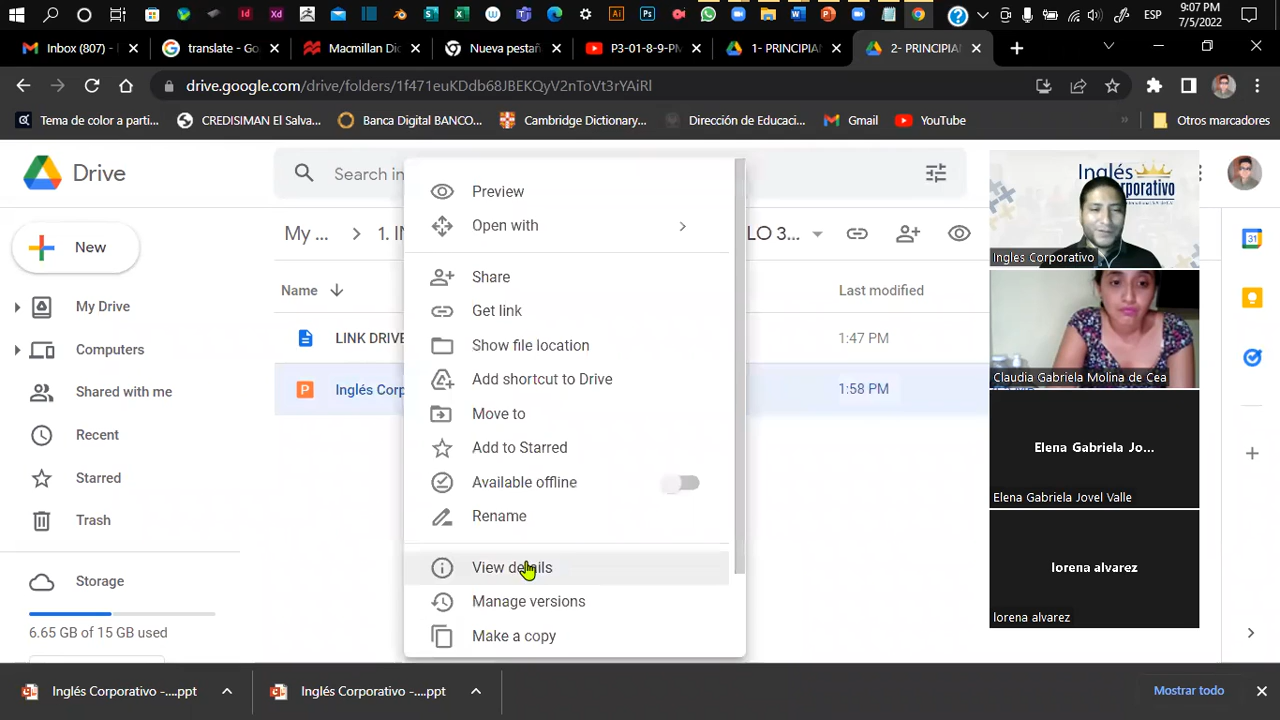 ESP
9:07 PM
7/5/2022
Inbox (807) - (
translate - Go
Macmillan Dic
Nueva pestañ
P3-01-8-9-PM
1- PRINCIPIAN
2- PRINCIPIAN
drive.google.com/drive/folders/1f471euKDdb68JBEKQyV2nToVt3rYAiRl
Tema de color a parti...
CREDISIMAN El Salva...
Banca Digital BANCO...
Cambridge Dictionary...
Dirección de Educaci...
Gmail
YouTube
»
Otros marcadores
Drive
Search in
New
My ...
1. IN
LO 3...
Name
Last modified
LINK DRIVE
1:47 PM
Inglés Corp
1:58 PM
My Drive
Computers
Shared with me
Recent
Starred
Trash
Storage
6.65 GB of 15 GB used
Preview
Open with
Share
Get link
Show file location
Add shortcut to Drive
Move to
Add to Starred
Available offline
Rename
View details
Manage versions
Make a copy
Inglés
Corporativo
Ingles Corporativo
Claudia Gabriela Molina de Cea
Elena Gabriela Jo...
Elena Gabriela Jovel Valle
lorena alvarez
lorena alvarez
31
Inglés Corporativo -....ppt
Inglés Corporativo -....ppt
Mostrar todo